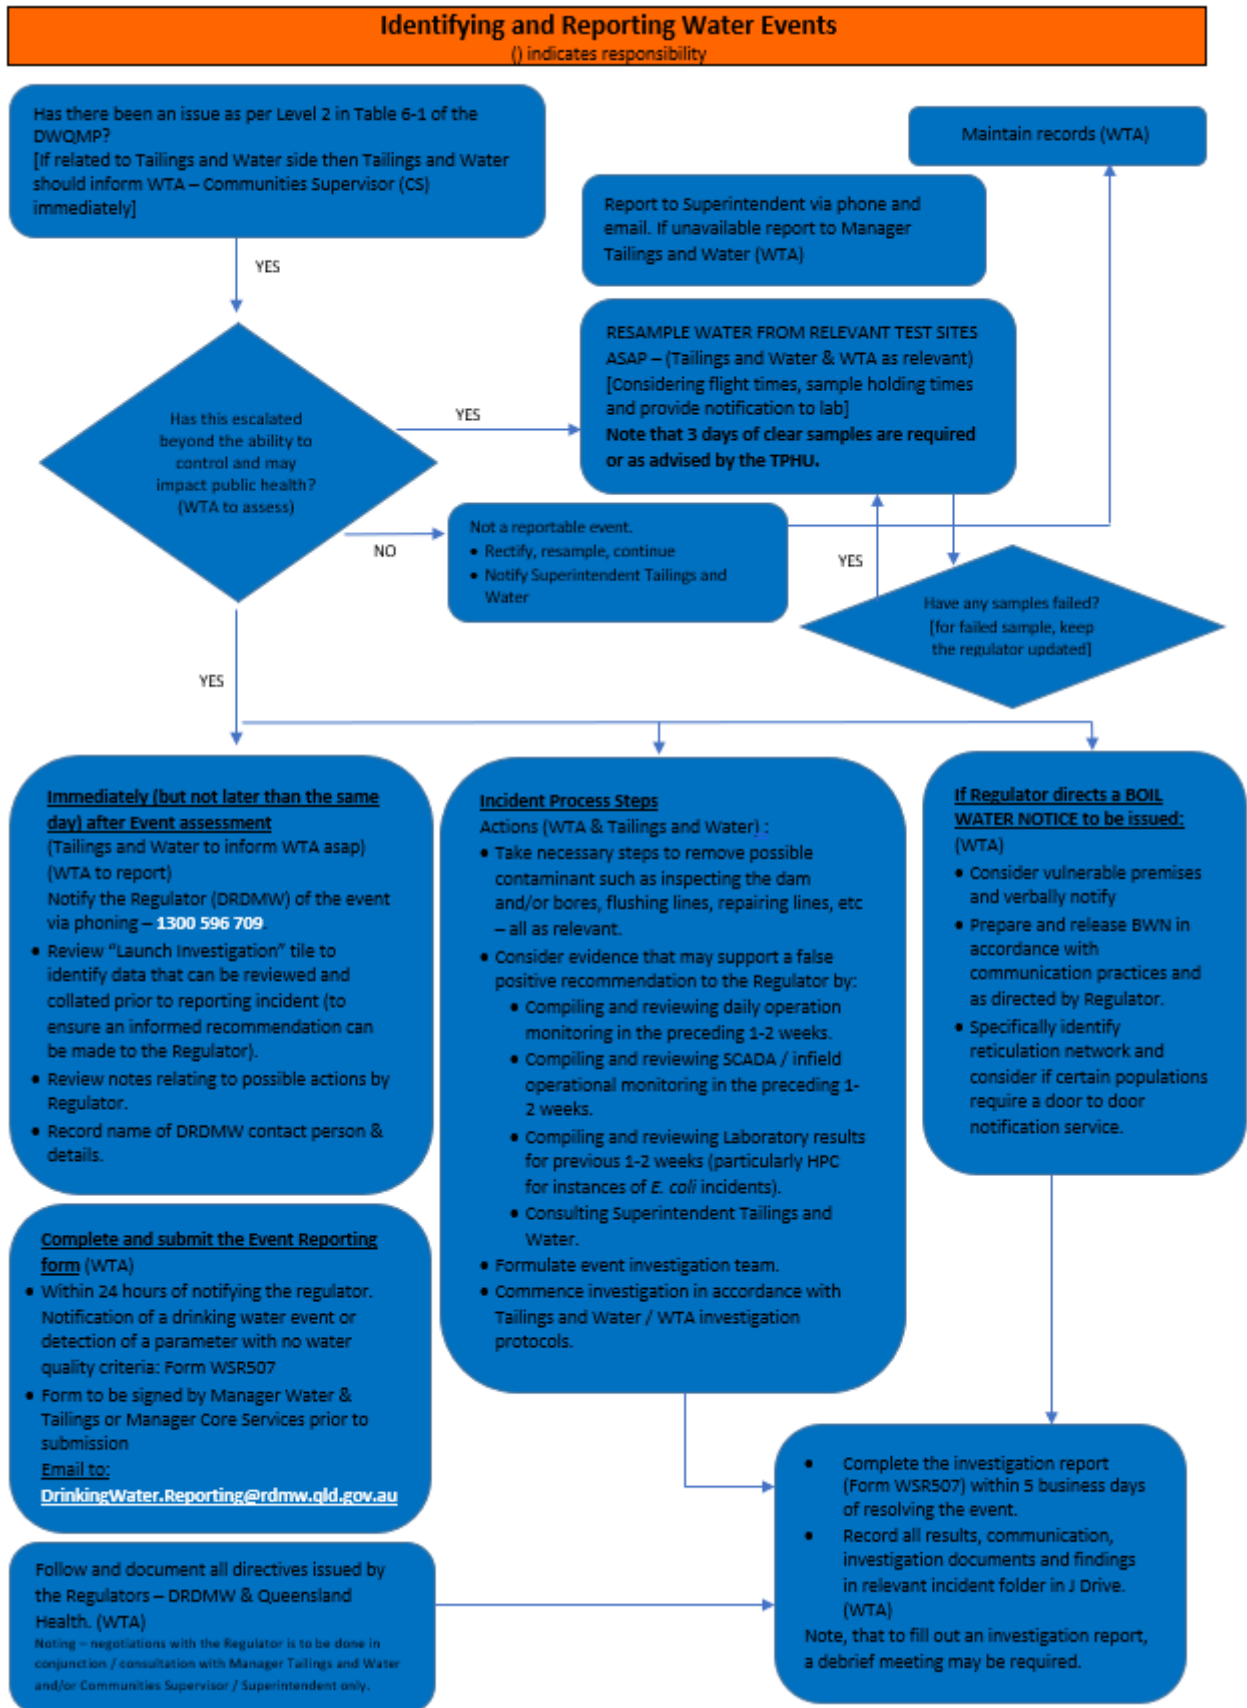 Identifying and Reporting Water Events
() indicates responsibility
Has there been an issue as per Level 2 in Table 6-1 of the
DWQMP?
[If related to Tailings and Water side then Tailings and Water
should inform WTA – Communities Supervisor (CS)
immediately]
Maintain records (WTA)
Report to Superintendent via phone and
email. If unavailable report to Manager
Tailings and Water (WTA)
YES
RESAMPLE WATER FROM RELEVANT TEST SITES
ASAP – (Tailings and Water & WTA as relevant)
[Considering flight times, sample holding times
and provide notification to lab]
Note that 3 days of clear samples are required
or as advised by the TPHU.
Has this escalated
beyond the ability to
control and may
impact public health?
(WTA to assess)
YES
NO
Not a reportable event.
• Rectify, resample, continue
• Notify Superintendent Tailings and
Water
YES
Have any samples failed?
[for failed sample, keep
the regulator updated]
YES
Immediately (but not later than the same
day) after Event assessment
(Tailings and Water to inform WTA asap)
(WTA to report)
Notify the Regulator (DRDMW) of the event
via phoning – 1300 596 709.
• Review “Launch Investigation” tile to
identify data that can be reviewed and
collated prior to reporting incident (to
ensure an informed recommendation can
be made to the Regulator).
• Review notes relating to possible actions by
Regulator.
• Record name of DRDMW contact person &
details.
Incident Process Steps
Actions (WTA & Tailings and Water) :
• Take necessary steps to remove possible
contaminant such as inspecting the dam
and/or bores, flushing lines, repairing lines, etc
– all as relevant.
• Consider evidence that may support a false
positive recommendation to the Regulator by:
• Compiling and reviewing daily operation
monitoring in the preceding 1-2 weeks.
• Compiling and reviewing SCADA / infield
operational monitoring in the preceding 1-
2 weeks.
• Compiling and reviewing Laboratory results
for previous 1-2 weeks (particularly HPC
for instances of E. coli incidents).
• Consulting Superintendent Tailings and
Water.
• Formulate event investigation team.
• Commence investigation in accordance with
Tailings and Water / WTA investigation
protocols.
If Regulator directs a BOIL
WATER NOTICE to be issued:
(WTA)
• Consider vulnerable premises
and verbally notify
• Prepare and release BWN in
accordance with
communication practices and
as directed by Regulator.
• Specifically identify
reticulation network and
consider if certain populations
require a door to door
notification service.
Complete and submit the Event Reporting
form (WTA)
• Within 24 hours of notifying the regulator.
Notification of a drinking water event or
detection of a parameter with no water
quality criteria: Form WSR507
• Form to be signed by Manager Water &
Tailings or Manager Core Services prior to
submission
Email to:
DrinkingWater.Reporting@rdmw.qld.gov.au
Follow and document all directives issued by
the Regulators – DRDMW & Queensland
Health. (WTA)
Noting – negotiations with the Regulator is to be done in
conjunction / consultation with Manager Tailings and Water
and/or Communities Supervisor / Superintendent only.
• Complete the investigation report
(Form WSR507) within 5 business days
of resolving the event.
• Record all results, communication,
investigation documents and findings
in relevant incident folder in J Drive.
(WTA)
Note, that to fill out an investigation report,
a debrief meeting may be required.